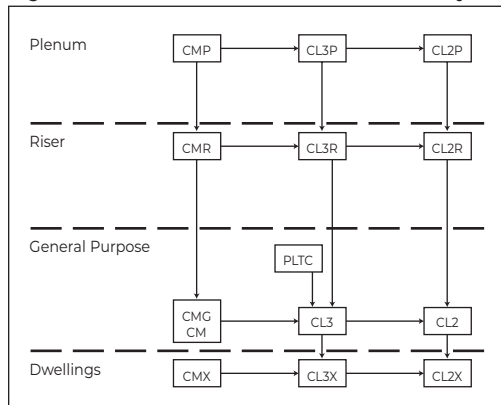 Plenum
CMP
CL3P
CL2P
Riser
CMR
CL3R
CL2R
General Purpose
PLTC
CMG
CM
CL3
CL2
Dwellings
CMX
CL3X
CL2X